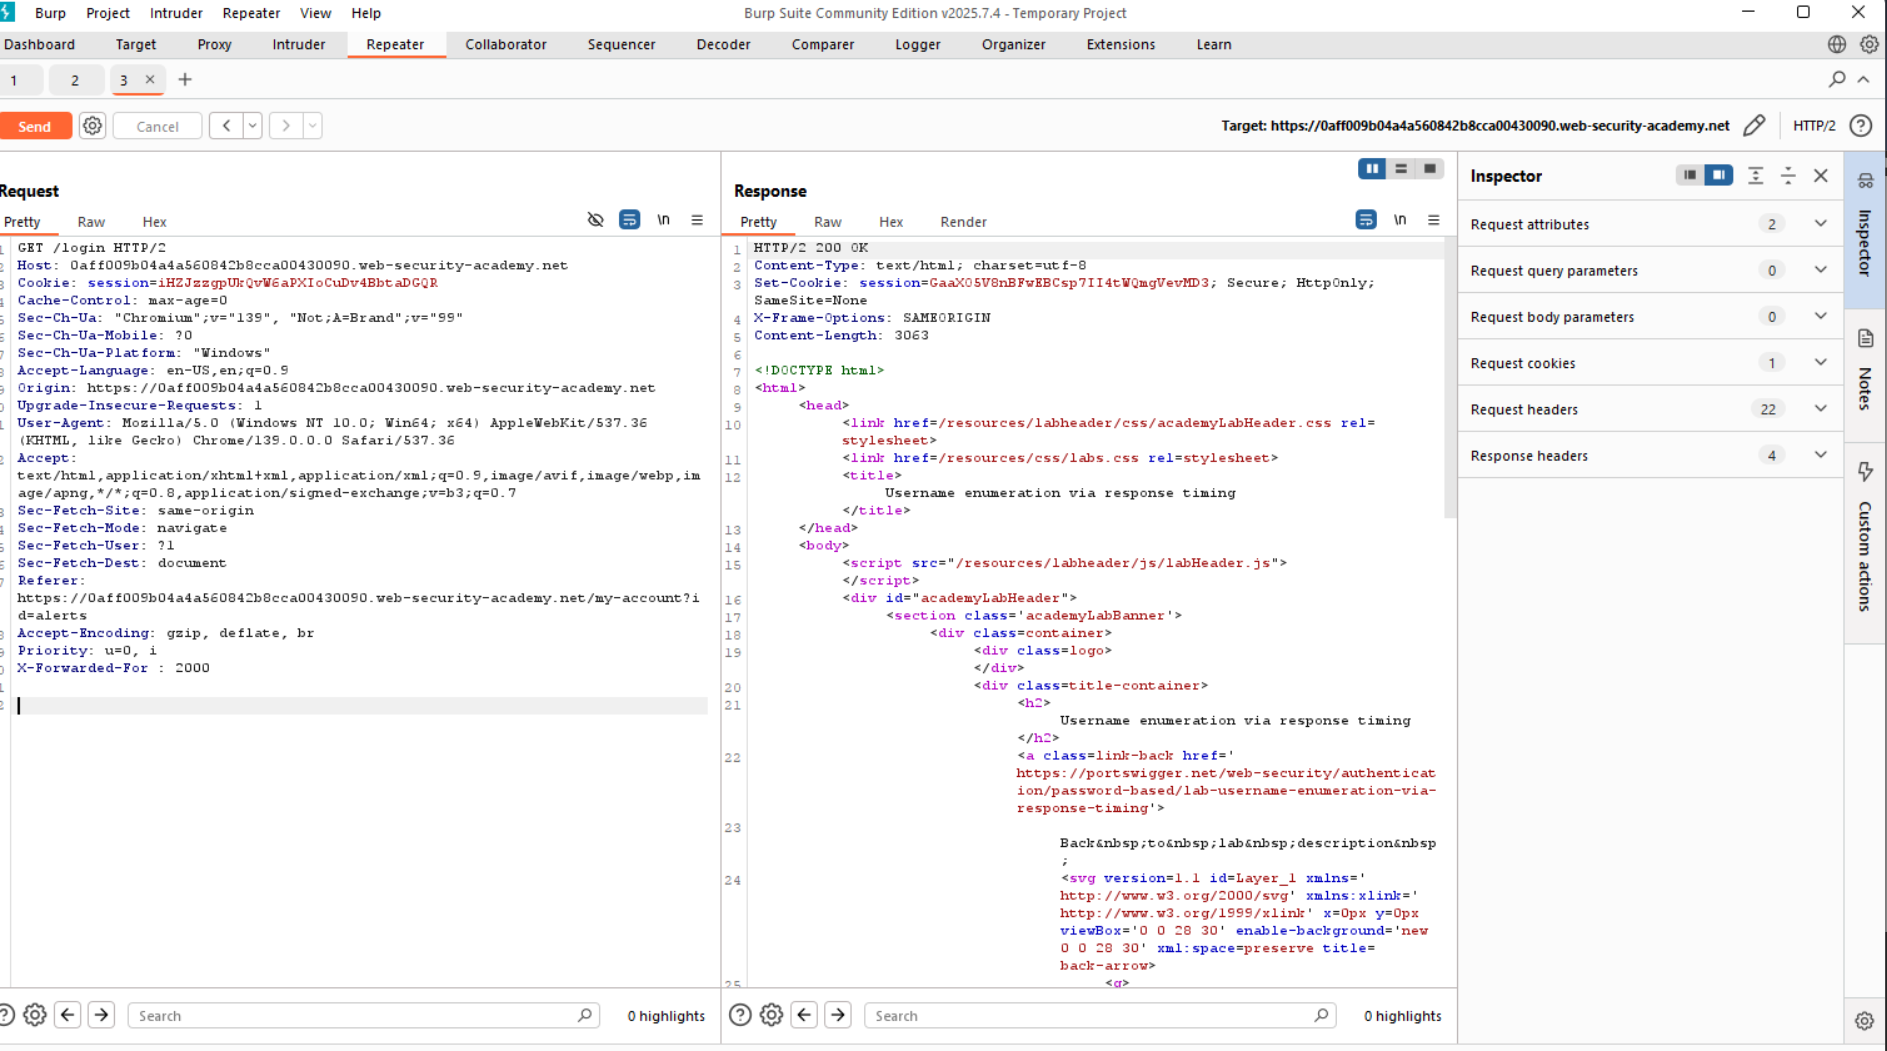 Burp Project Intruder Repeater View Help Burp Suite Community Edition v2025.7.4 - Temporary Project
Dashboard Target Proxy Intruder Repeater Collaborator Sequencer Decoder Comparer Logger Organizer Extensions Learn
1 2 3
Send Cancel Target: https://0aff009b04a4a560842b8cca00430090.web-security-academy.net HTTP/2
Request
Pretty Raw Hex \n
GET /login HTTP/2
Host: 0aff009b04a4a560842b8cca00430090.web-security-academy.net
Cookie: session=iHZJzzgpUkQvW6aPXIoCuDv4BbtaDGQR
Cache-Control: max-age=0
Sec-Ch-Ua: "Chromium";v="139", "Not;A=Brand";v="99"
Sec-Ch-Ua-Mobile: ?0
Sec-Ch-Ua-Platform: "Windows"
Accept-Language: en-US,en;q=0.9
Origin: https://0aff009b04a4a560842b8cca00430090.web-security-academy.net
Upgrade-Insecure-Requests: 1
User-Agent: Mozilla/5.0 (Windows NT 10.0; Win64; x64) AppleWebKit/537.36
(KHTML, like Gecko) Chrome/139.0.0.0 Safari/537.36
Accept:
text/html,application/xhtml+xml,application/xml;q=0.9,image/avif,image/webp,im
age/apng,*/*;q=0.8,application/signed-exchange;v=b3;q=0.7
Sec-Fetch-Site: same-origin
Sec-Fetch-Mode: navigate
Sec-Fetch-User: ?1
Sec-Fetch-Dest: document
Referer:
https://0aff009b04a4a560842b8cca00430090.web-security-academy.net/my-account?i
d=alerts
Accept-Encoding: gzip, deflate, br
Priority: u=0, i
X-Forwarded-For : 2000
Search 0 highlights
Response
Pretty Raw Hex Render \n
1 HTTP/2 200 OK
2 Content-Type: text/html; charset=utf-8
3 Set-Cookie: session=GaaXO5V8nBFwEBCsp7II4tWQmgVevMD3; Secure; HttpOnly;
SameSite=None
4 X-Frame-Options: SAMEORIGIN
5 Content-Length: 3063
6
7 <!DOCTYPE html>
8 <html>
9 <head>
10 <link href=/resources/labheader/css/academyLabHeader.css rel=
stylesheet>
11 <link href=/resources/css/labs.css rel=stylesheet>
12 <title>
Username enumeration via response timing
</title>
13 </head>
14 <body>
15 <script src="/resources/labheader/js/labHeader.js">
</script>
16 <div id="academyLabHeader">
17 <section class='academyLabBanner'>
18 <div class=container>
19 <div class=logo>
</div>
20 <div class=title-container>
21 <h2>
Username enumeration via response timing
</h2>
22 <a class=link-back href='
https://portswigger.net/web-security/authenticat
ion/password-based/lab-username-enumeration-via-
response-timing'>
23
Back&nbsp;to&nbsp;lab&nbsp;description&nbsp
;
24 <svg version=1.1 id=Layer_1 xmlns='
http://www.w3.org/2000/svg' xmlns:xlink='
http://www.w3.org/1999/xlink' x=0px y=0px
viewBox='0 0 28 30' enable-background='new
0 0 28 30' xml:space=preserve title=
back-arrow>
25 <g>
Search 0 highlights
Inspector
Request attributes 2
Request query parameters 0
Request body parameters 0
Request cookies 1
Request headers 22
Response headers 4
Inspector
Notes
Custom actions